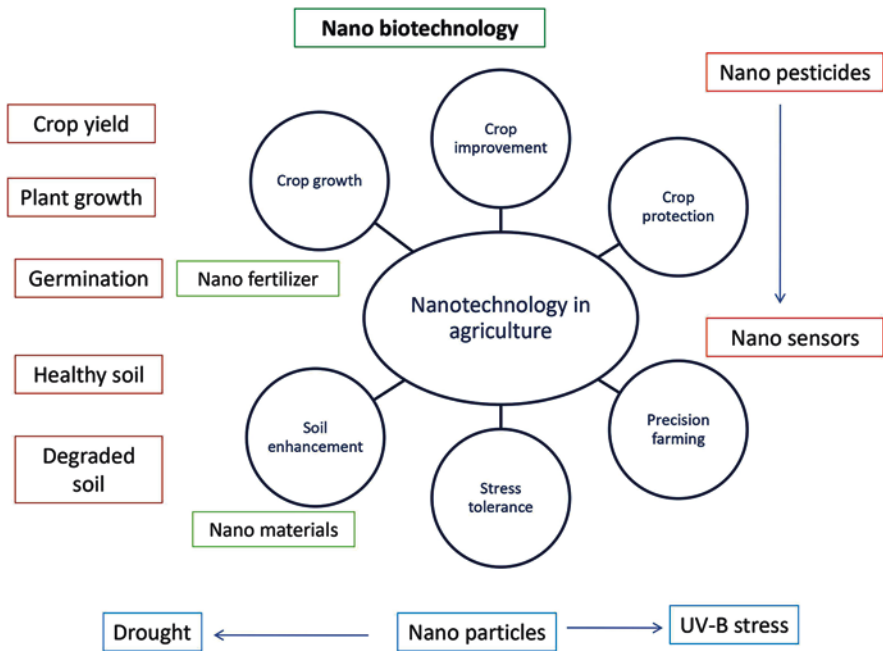 Nano biotechnology
Nano pesticides
Crop yield
Crop
improvement
Crop growth
Plant growth
Crop
protection
Germination
Nano fertilizer
Nanotechnology in
agriculture
Nano sensors
Healthy soil
Soil
enhancement
Precision
farming
Degraded
soil
Stress
tolerance
Nano materials
Drought
Nano particles
UV-B stress